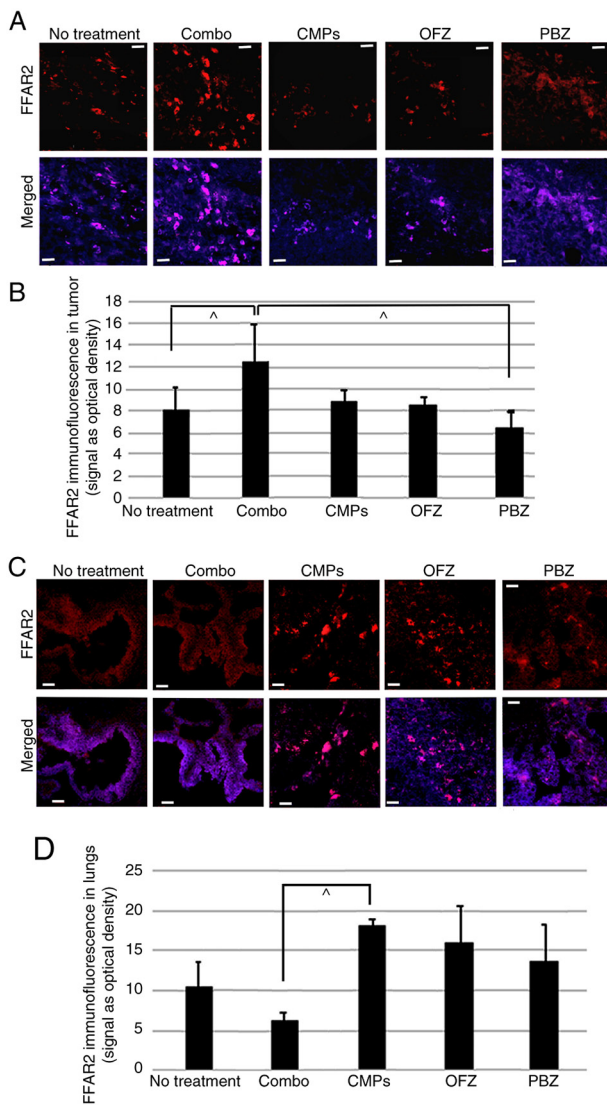 A
No treatment Combo CMPs OFZ PBZ
FFAR2
Merged
B
FFAR2 immunofluorescence in tumor
(signal as optical density)
18
16
14
12
10
8
6
4
2
0
^ ^
No treatment Combo CMPs OFZ PBZ
C
No treatment Combo CMPs OFZ PBZ
FFAR2
Merged
D
FFAR2 immunofluorescence in lungs
(signal as optical density)
25
20
15
10
5
0
^
No treatment Combo CMPs OFZ PBZ